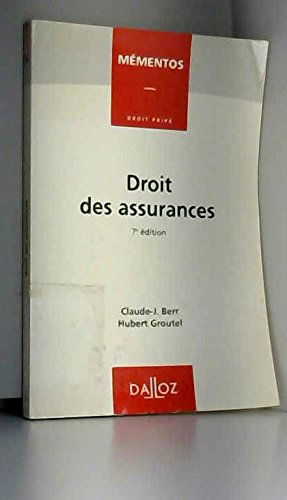 MÉMENTOS
DROIT PRIVÉ
Droit
des assurances
7e édition
Claude-J. Berr
Hubert Groutel
DALLOZ